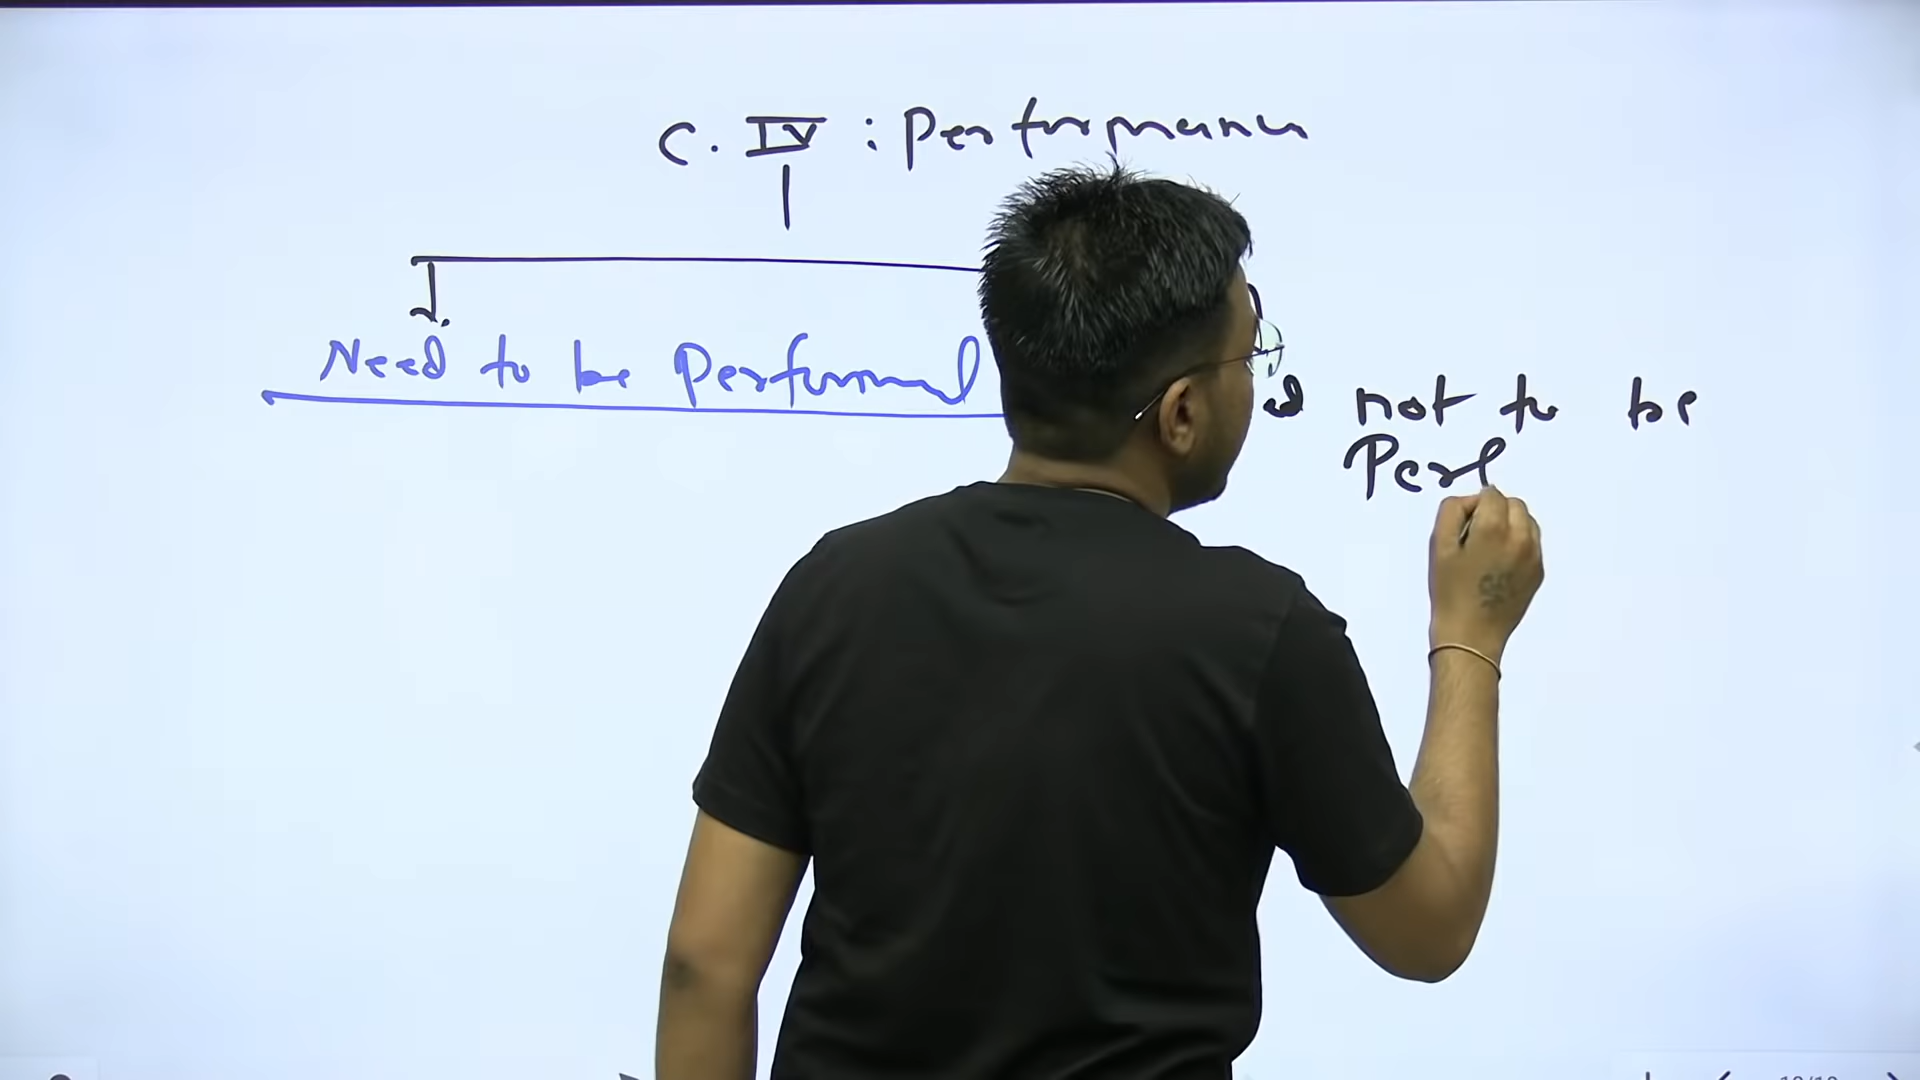 C. IV : Performance
Need to be Performed
not to be
Perf